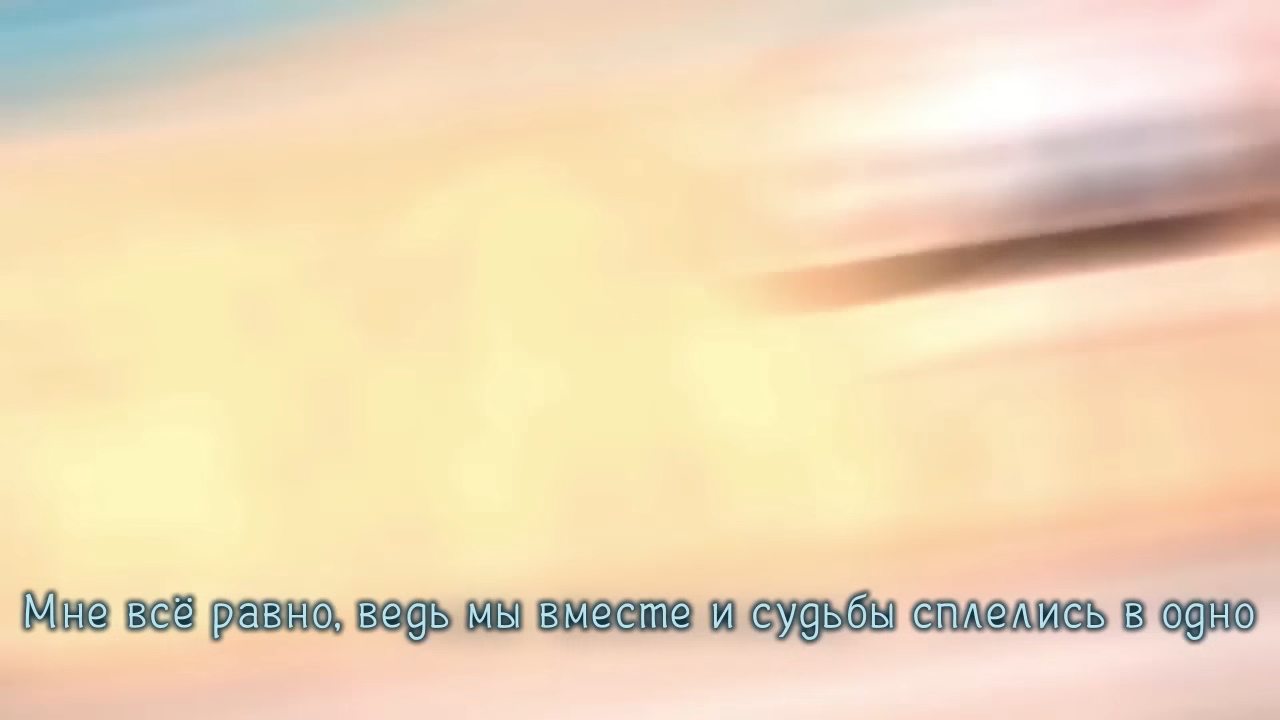 Мне всё равно, ведь мы вместе и судьбы сплелись в одно